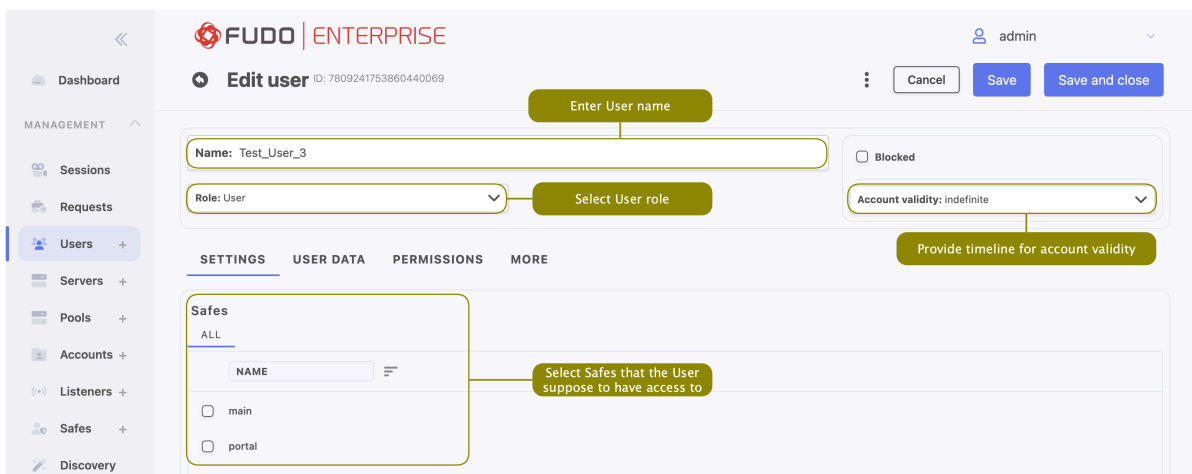 FUDO ENTERPRISE
admin
Dashboard
Edit user ID: 7809241753860440069
Cancel
Save
Save and close
Enter User name
MANAGEMENT
Name: Test_User_3
Blocked
Sessions
Role: User
Select User role
Account validity: indefinite
Requests
Users +
Provide timeline for account validity
SETTINGS USER DATA PERMISSIONS MORE
Servers +
Safes
Pools +
ALL
Accounts +
NAME
Select Safes that the User
suppose to have access to
Listeners +
main
Safes +
portal
Discovery